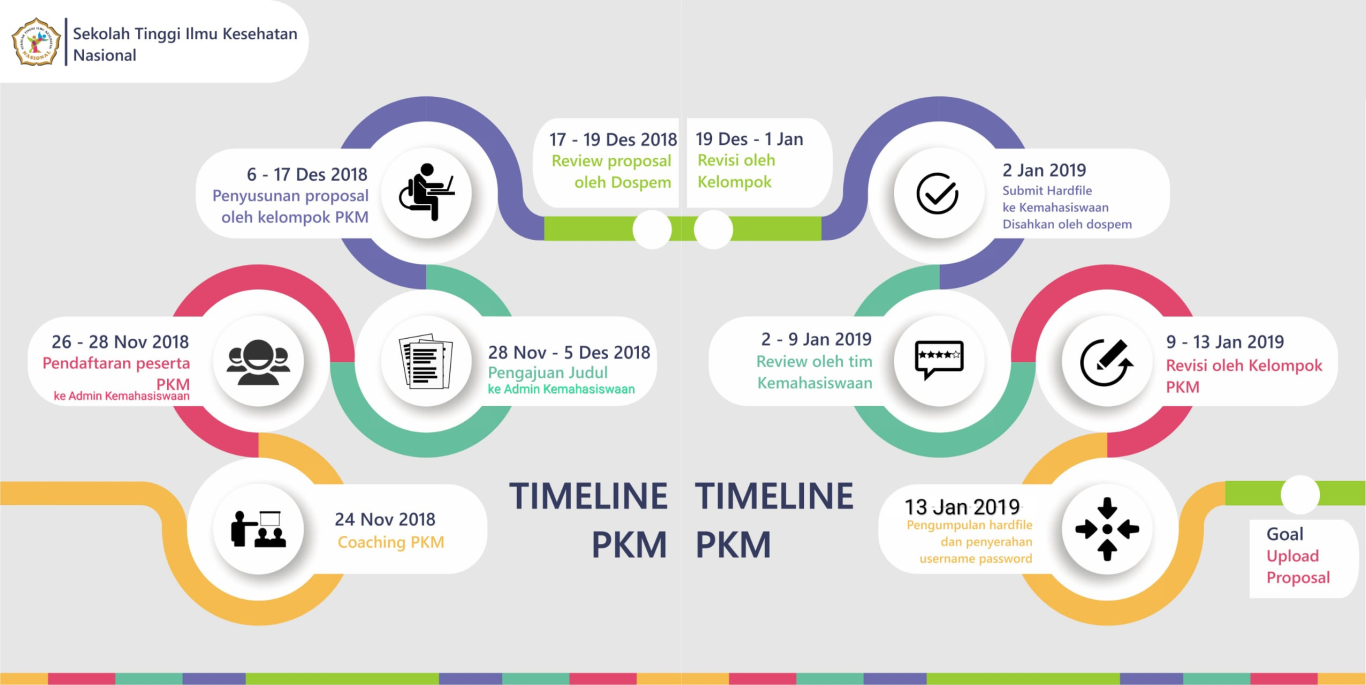 Sekolah Tinggi Ilmu Kesehatan
Nasional
24 Nov 2018
Coaching PKM
26 - 28 Nov 2018
Pendaftaran peserta
PKM
ke Admin Kemahasiswaan
28 Nov - 5 Des 2018
Pengajuan Judul
ke Admin Kemahasiswaan
6 - 17 Des 2018
Penyusunan proposal
oleh kelompok PKM
17 - 19 Des 2018
Review proposal
oleh Dospem
19 Des - 1 Jan
Revisi oleh
Kelompok
2 Jan 2019
Submit Hardfile
ke Kemahasiswaan
Disahkan oleh dospem
2 - 9 Jan 2019
Review oleh tim
Kemahasiswaan
9 - 13 Jan 2019
Revisi oleh Kelompok
PKM
13 Jan 2019
Pengumpulan hardfile
dan penyerahan
username password
Goal
Upload
Proposal
TIMELINE
PKM
TIMELINE
PKM